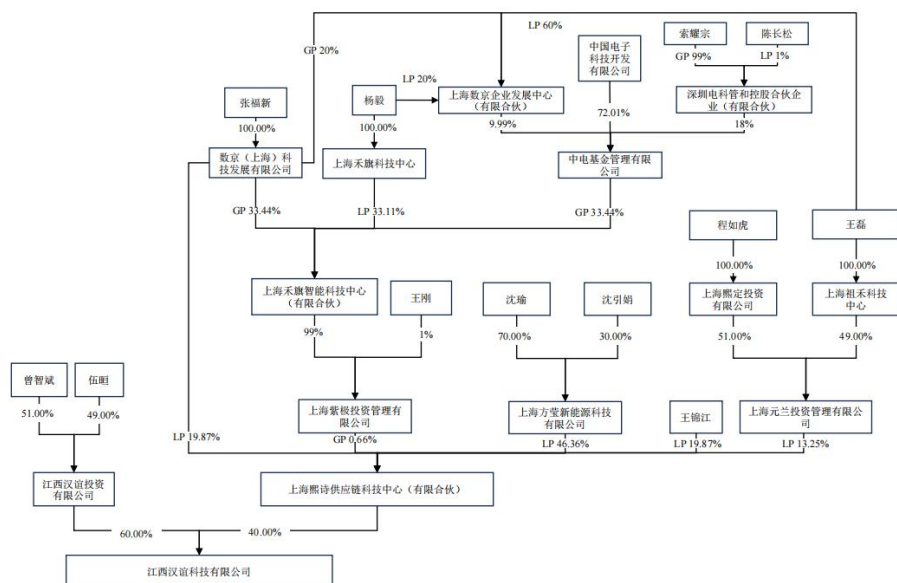 LP 60%
GP 20%
索耀宗
陈长松
中国电子
科技开发
有限公司
GP 99%
LP 1%
LP 20%
张福新
杨毅
上海数京企业发展中心
（有限合伙）
深圳电科管和控股合伙企
业（有限合伙）
100.00%
100.00%
9.99%
72.01%
18%
数京（上海）科
技发展有限公司
上海禾旗科技中心
中电基金管理有限
公司
GP 33.44%
LP 33.11%
GP 33.44%
程如虎
王磊
100.00%
100.00%
上海禾旗智能科技中心
（有限合伙）
王刚
沈瑜
沈引娟
上海熙定投资
有限公司
上海祖禾科技
中心
99%
1%
70.00%
30.00%
51.00%
49.00%
曾智斌
伍晅
上海紫极投资管理有
限公司
上海方莹新能源科技
有限公司
王锦江
上海元兰投资管理有限公
司
51.00%
49.00%
LP 19.87%
GP 0.66%
LP 46.36%
LP 19.87%
LP 13.25%
江西汉谊投资
有限公司
上海熙诗供应链科技中心（有限合伙）
60.00%
40.00%
江西汉谊科技有限公司